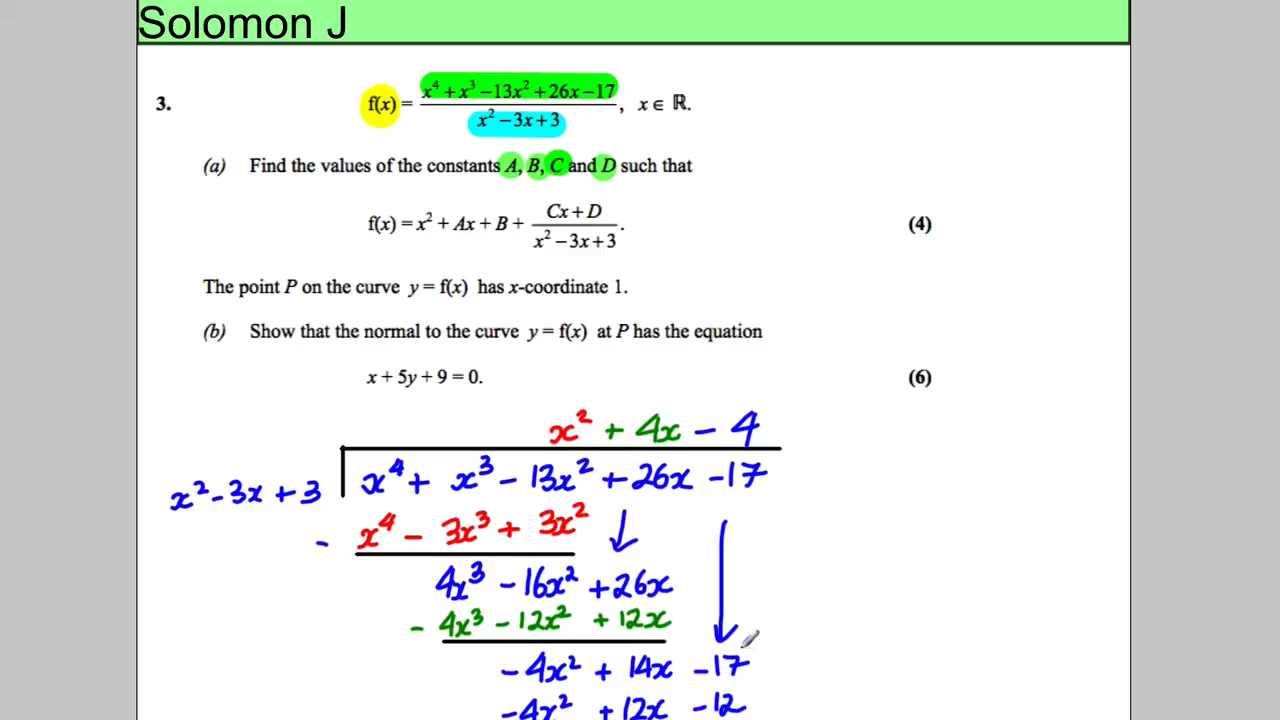 Solomon J
3. f(x) = (x⁴ + x³ − 13x² + 26x − 17) / (x² − 3x + 3), x ∈ ℝ.
(a) Find the values of the constants A, B, C and D such that
f(x) = x² + Ax + B + (Cx + D) / (x² − 3x + 3). (4)
The point P on the curve y = f(x) has x-coordinate 1.
(b) Show that the normal to the curve y = f(x) at P has the equation
x + 5y + 9 = 0. (6)
x² + 4x − 4
x² − 3x + 3 x⁴ + x³ − 13x² + 26x − 17
− x⁴ − 3x³ + 3x²
4x³ − 16x² + 26x
− 4x³ − 12x² + 12x
− 4x² + 14x − 17
− 4x² + 12x − 12